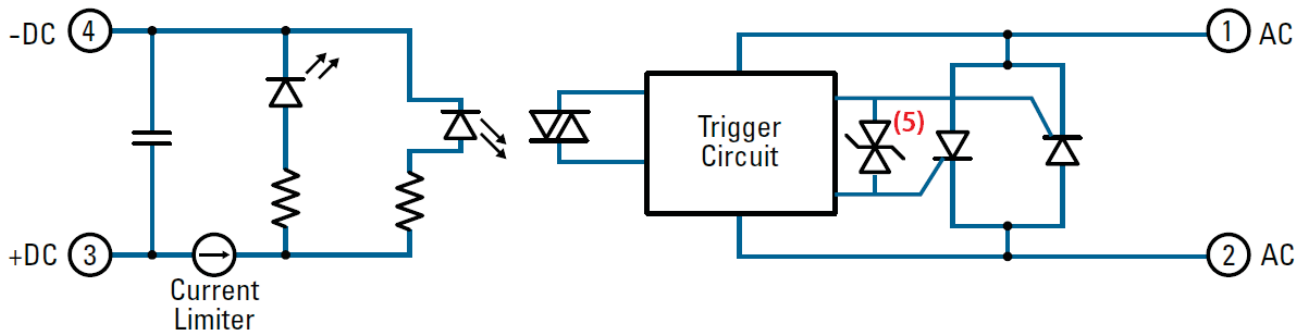 -DC 4
+DC 3
Current
Limiter
Trigger
Circuit
(5)
1 AC
2 AC